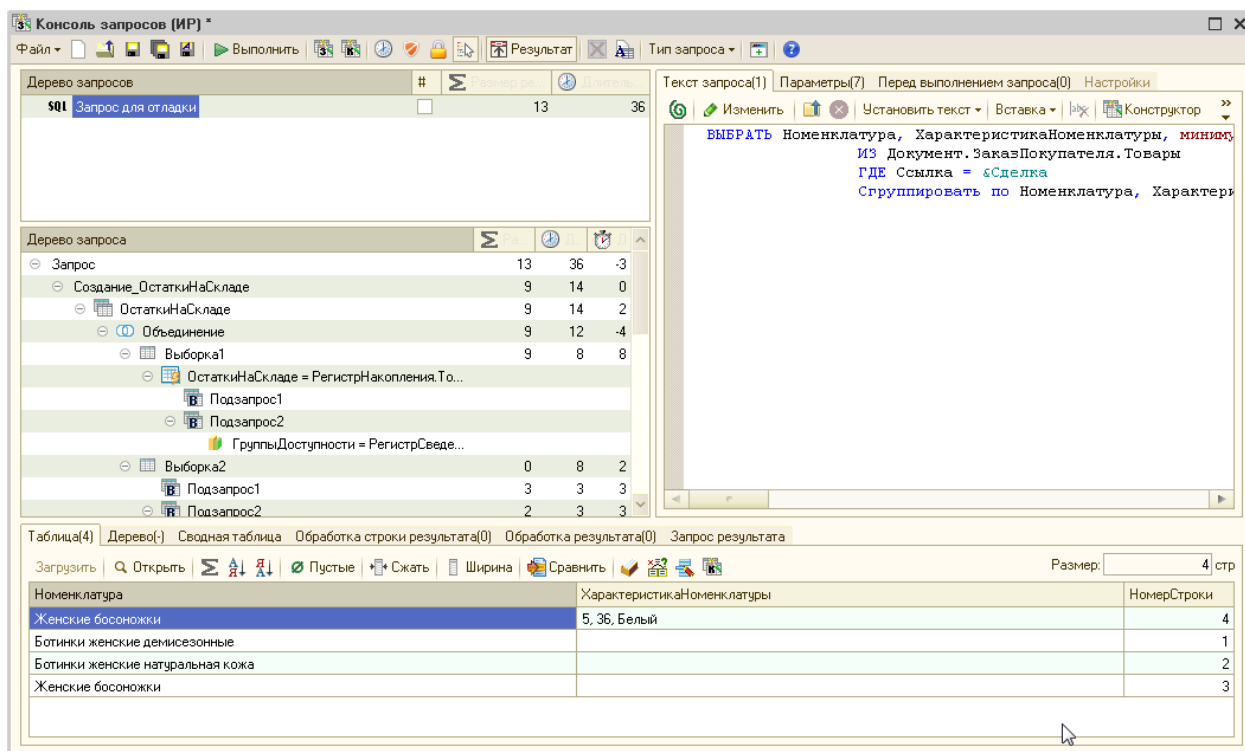 Консоль запросов (ИР) *
Файл Выполнить Результат Тип запроса
Дерево запросов # Размер ре... Длитель...
SQL Запрос для отладки 13 36
Текст запроса(1) Параметры(7) Перед выполнением запроса(0) Настройки
Изменить Установить текст Вставка Конструктор
ВЫБРАТЬ Номенклатура, ХарактеристикаНоменклатуры, миниму
ИЗ Документ.ЗаказПокупателя.Товары
ГДЕ Ссылка = &Сделка
Сгруппировать по Номенклатура, Характери
Дерево запроса Ра... Д... Д
Запрос 13 36 -3
Создание_ОстаткиНаСкладе 9 14 0
ОстаткиНаСкладе 9 14 2
Объединение 9 12 -4
Выборка1 9 8 8
ОстаткиНаСкладе = РегистрНакопления.То...
Подзапрос1
Подзапрос2
ГруппыДоступности = РегистрСведе...
Выборка2 0 8 2
Подзапрос1 3 3 3
Подзапрос2 2 3 3
Таблица(4) Дерево(-) Сводная таблица Обработка строки результата(0) Обработка результата(0) Запрос результата
Загрузить Открыть Пустые Сжать Ширина Сравнить Размер: 4 стр
Номенклатура ХарактеристикаНоменклатуры НомерСтроки
Женские босоножки 5, 36, Белый 4
Ботинки женские демисезонные 1
Ботинки женские натуральная кожа 2
Женские босоножки 3